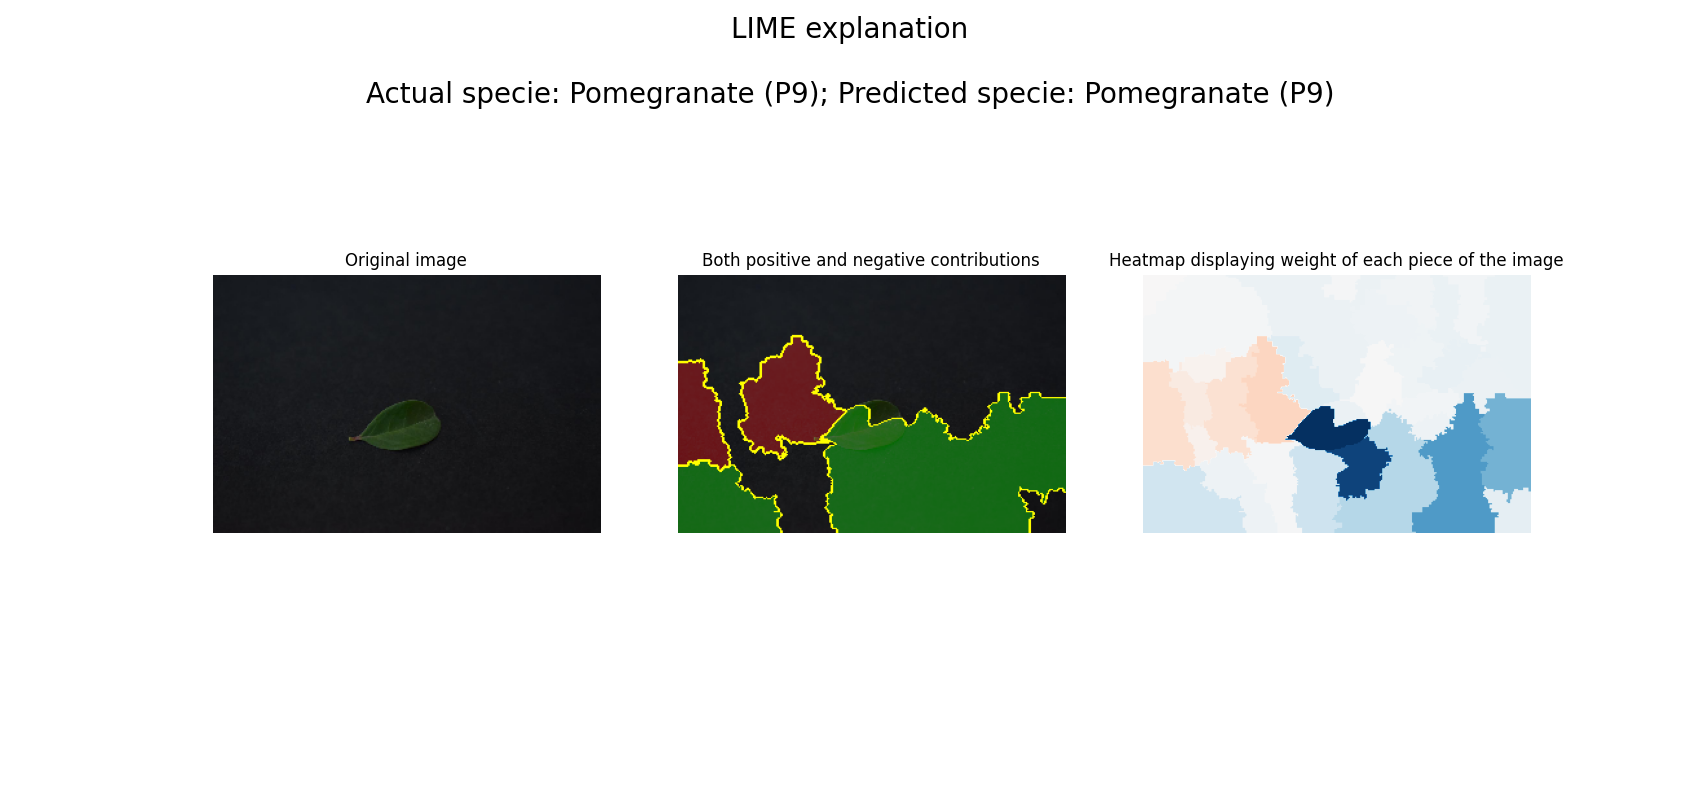 LIME explanation
Actual specie: Pomegranate (P9); Predicted specie: Pomegranate (P9)
Original image
Both positive and negative contributions
Heatmap displaying weight of each piece of the image